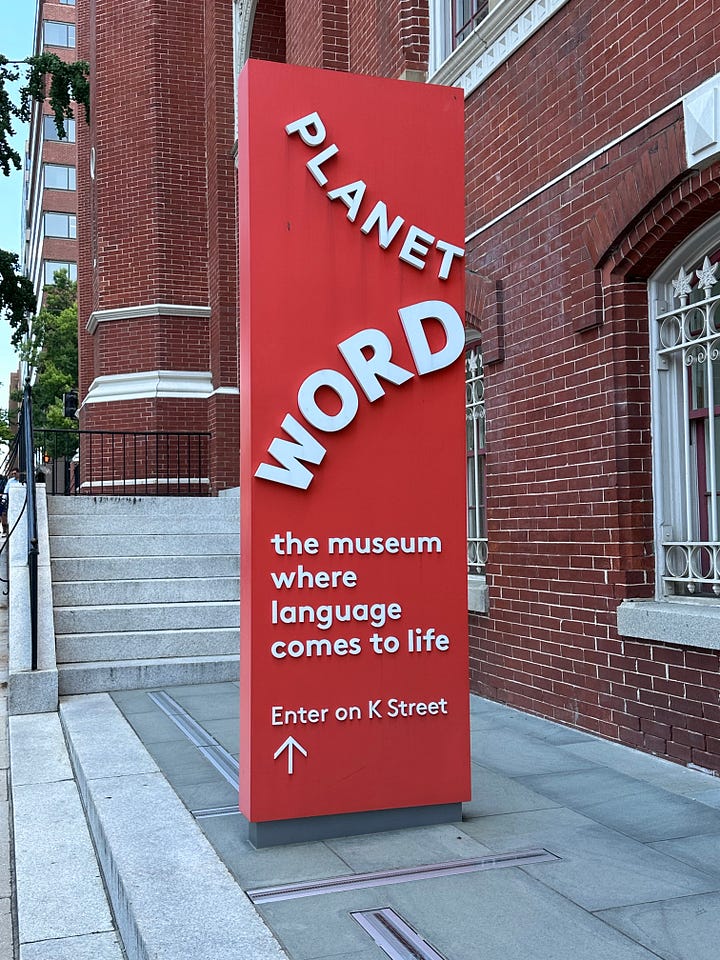 PLANET
WORD
the museum
where
language
comes to life
Enter on K Street
↑